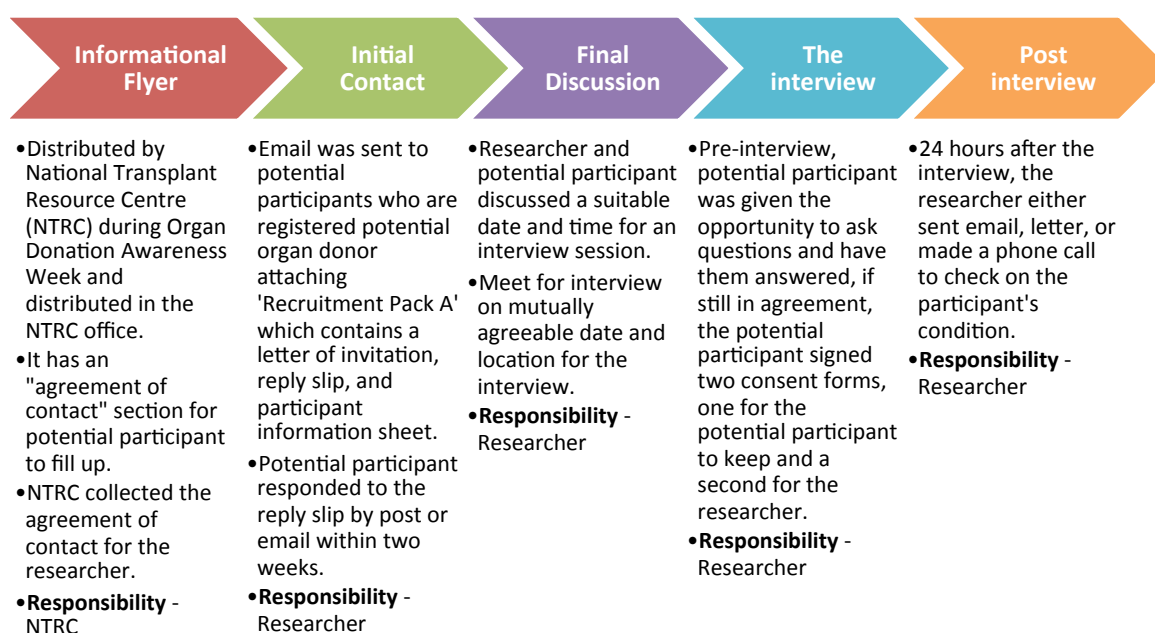 Informational
Flyer
Initial
Contact
Final
Discussion
The
interview
Post
interview
•Distributed by
National Transplant
Resource Centre
(NTRC) during Organ
Donation Awareness
Week and
distributed in the
NTRC office.
•It has an
"agreement of
contact" section for
potential participant
to fill up.
•NTRC collected the
agreement of
contact for the
researcher.
•Responsibility -
NTRC
•Email was sent to
potential
participants who are
registered potential
organ donor
attaching
'Recruitment Pack A'
which contains a
letter of invitation,
reply slip, and
participant
information sheet.
•Potential participant
responded to the
reply slip by post or
email within two
weeks.
•Responsibility -
Researcher
•Researcher and
potential participant
discussed a suitable
date and time for an
interview session.
•Meet for interview
on mutually
agreeable date and
location for the
interview.
•Responsibility -
Researcher
•Pre-interview,
potential participant
was given the
opportunity to ask
questions and have
them answered, if
still in agreement,
the potential
participant signed
two consent forms,
one for the
potential participant
to keep and a
second for the
researcher.
•Responsibility -
Researcher
•24 hours after the
interview, the
researcher either
sent email, letter, or
made a phone call
to check on the
participant's
condition.
•Responsibility -
Researcher